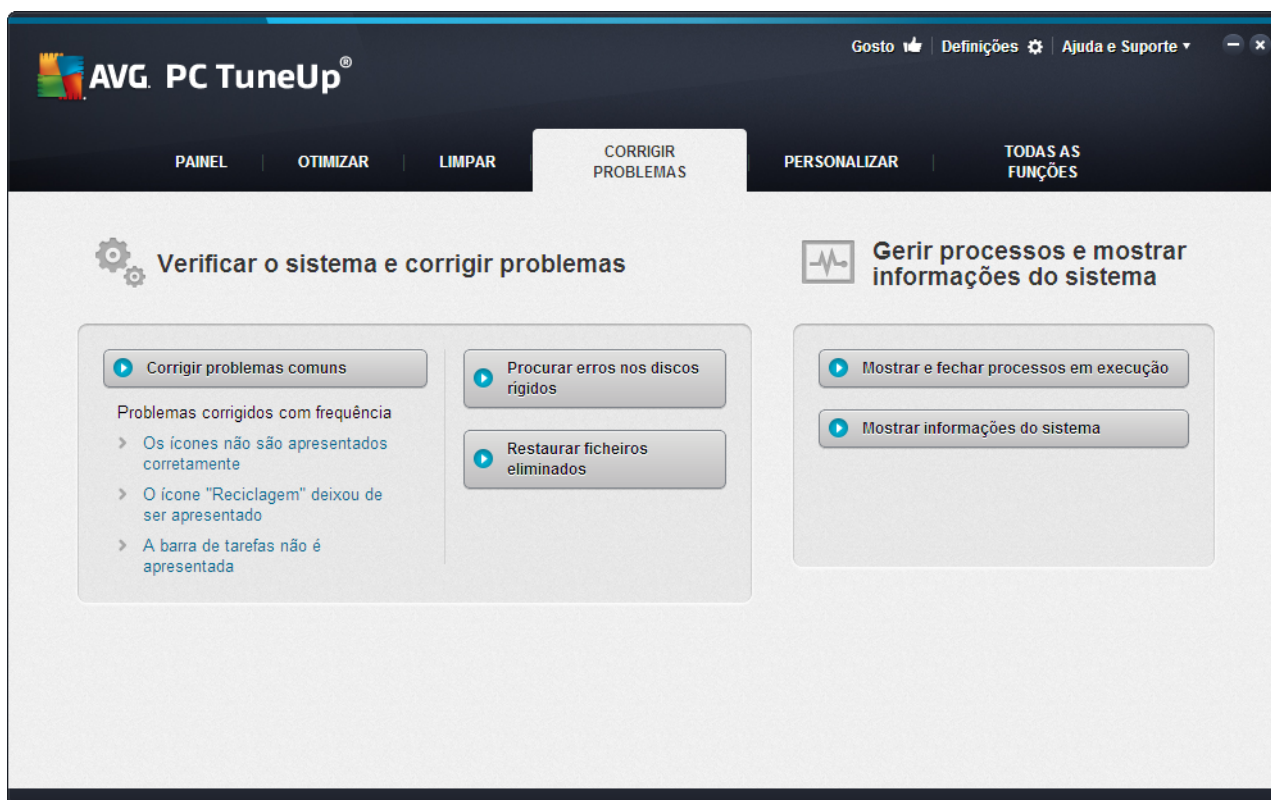 Gosto
Definições
Ajuda e Suporte
AVG. PC TuneUp®
PAINEL
OTIMIZAR
LIMPAR
CORRIGIR
PROBLEMAS
PERSONALIZAR
TODAS AS
FUNÇÕES
Verificar o sistema e corrigir problemas
Corrigir problemas comuns
Problemas corrigidos com frequência
Os ícones não são apresentados
corretamente
O ícone "Reciclagem" deixou de
ser apresentado
A barra de tarefas não é
apresentada
Procurar erros nos discos
rígidos
Restaurar ficheiros
eliminados
Gerir processos e mostrar
informações do sistema
Mostrar e fechar processos em execução
Mostrar informações do sistema